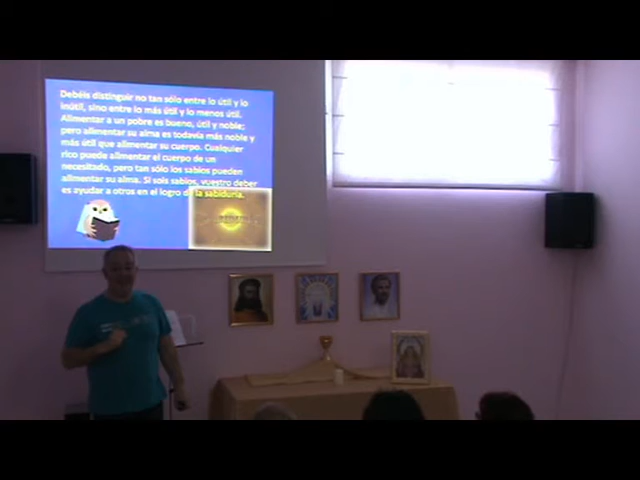 Debéis distinguir no tan sólo entre lo útil y lo
inútil, sino entre lo más útil y lo menos útil.
Alimentar a un pobre es bueno, útil y noble;
pero alimentar su alma es todavía más noble y
más útil que alimentar su cuerpo. Cualquier
rico puede alimentar el cuerpo de un
necesitado, pero tan sólo los sabios pueden
alimentar su alma. Si sois sabios, vuestro deber
es ayudar a otros en el logro de la sabiduría.